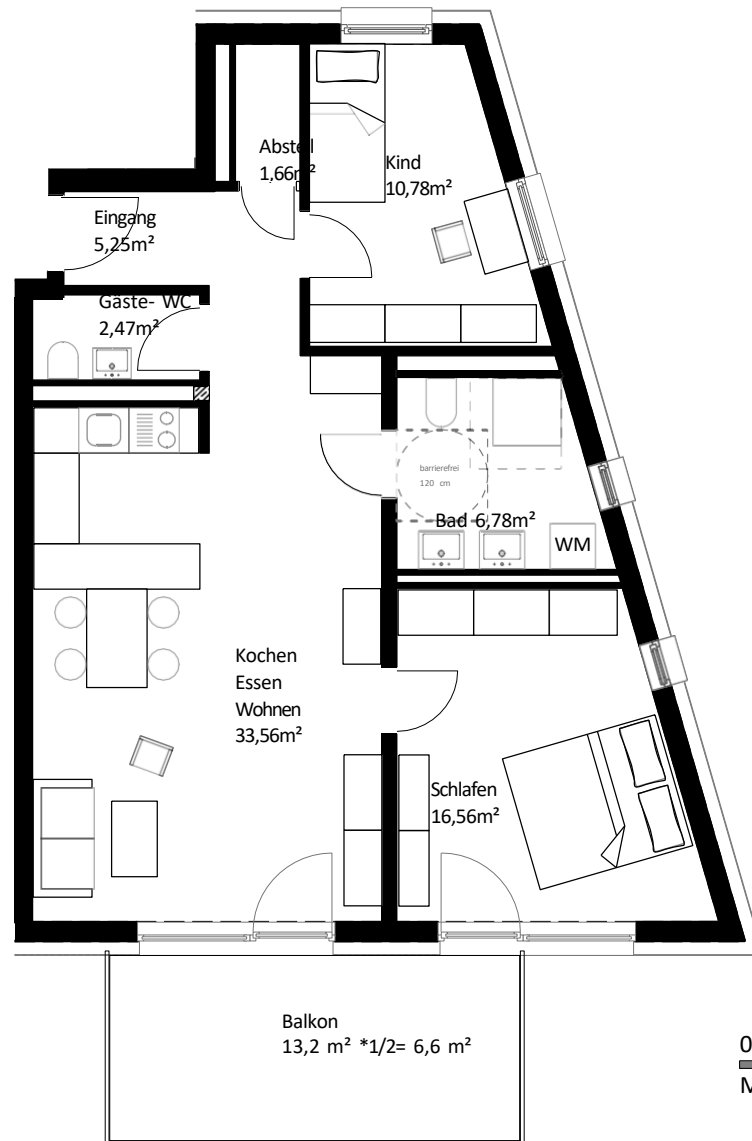 Abstell
1,66m²
Kind
10,78m²
Eingang
5,25m²
Gäste- WC
2,47m²
barrierefrei
120 cm
Bad 6,78m²
WM
Kochen
Essen
Wohnen
33,56m²
Schlafen
16,56m²
Balkon
13,2 m² *1/2= 6,6 m²
0
M